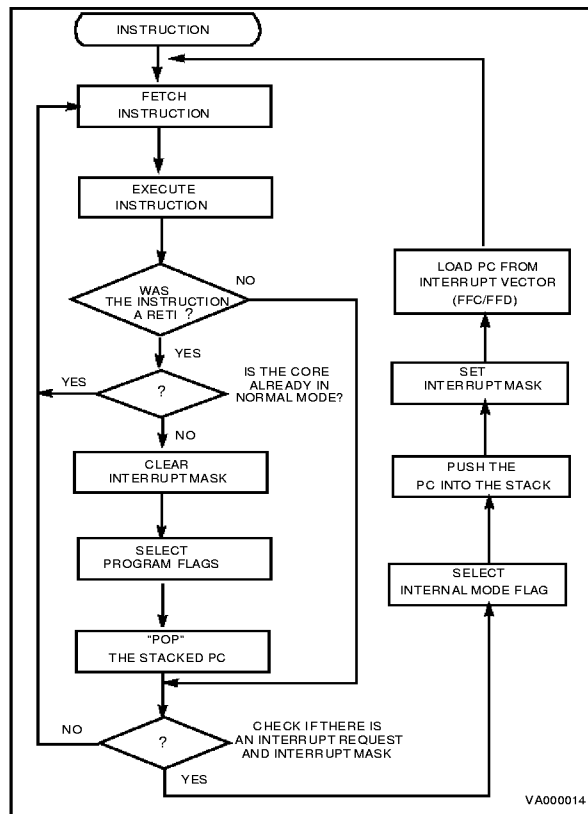 INSTRUCTION
FETCH
INSTRUCTION
EXECUTE
INSTRUCTION
WAS
THE INSTRUCTION
A RETI ?
NO
YES
YES
?
IS THE CORE
ALREADY IN
NORMAL MODE?
NO
CLEAR
INTERRUPT MASK
SELECT
PROGRAM FLAGS
"POP"
THE STACKED PC
NO
?
CHECK IF THERE IS
AN INTERRUPT REQUEST
AND INTERRUPT MASK
YES
LOAD PC FROM
INTERRUPT VECTOR
(FFC/FFD)
SET
INTERRUPT MASK
PUSH THE
PC INTO THE STACK
SELECT
INTERNAL MODE FLAG
VA000014